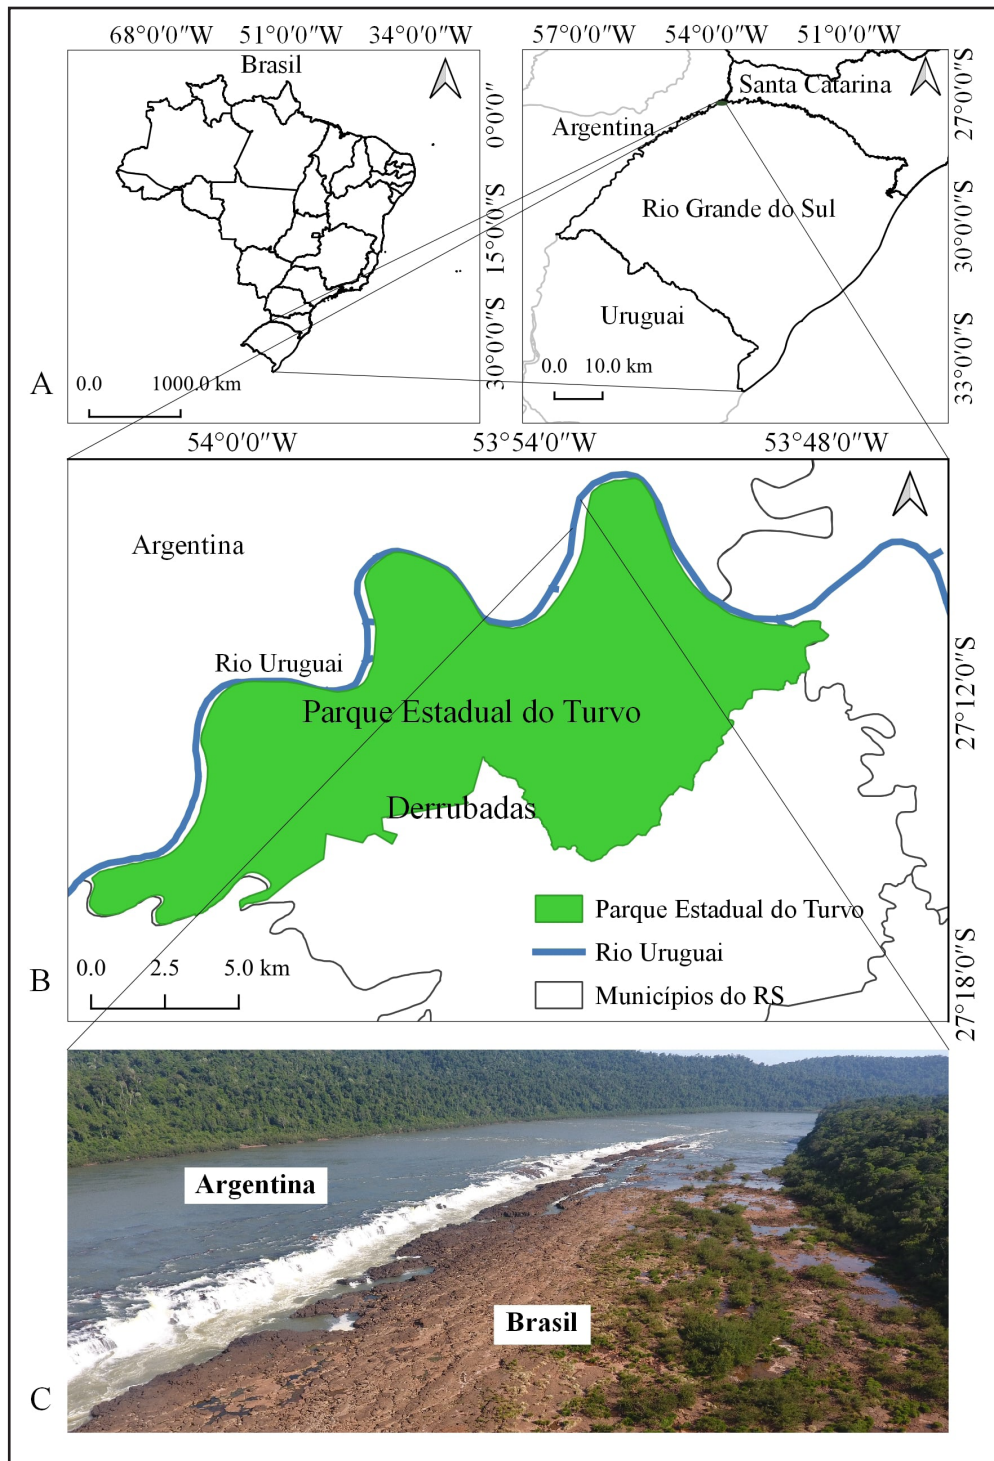 68°0'0"W 51°0'0"W 34°0'0"W
Brasil
0°0'0"
15°0'0"S
30°0'0"S
0.0 1000.0 km
A
57°0'0"W 54°0'0"W 51°0'0"W
Santa Catarina
Argentina
Rio Grande do Sul
Uruguai
0.0 10.0 km
27°0'0"S
30°0'0"S
33°0'0"S
54°0'0"W 53°54'0"W 53°48'0"W
Argentina
Rio Uruguai
Parque Estadual do Turvo
Derrubadas
27°12'0"S
27°18'0"S
Parque Estadual do Turvo
Rio Uruguai
Municípios do RS
0.0 2.5 5.0 km
B
Argentina
Brasil
C